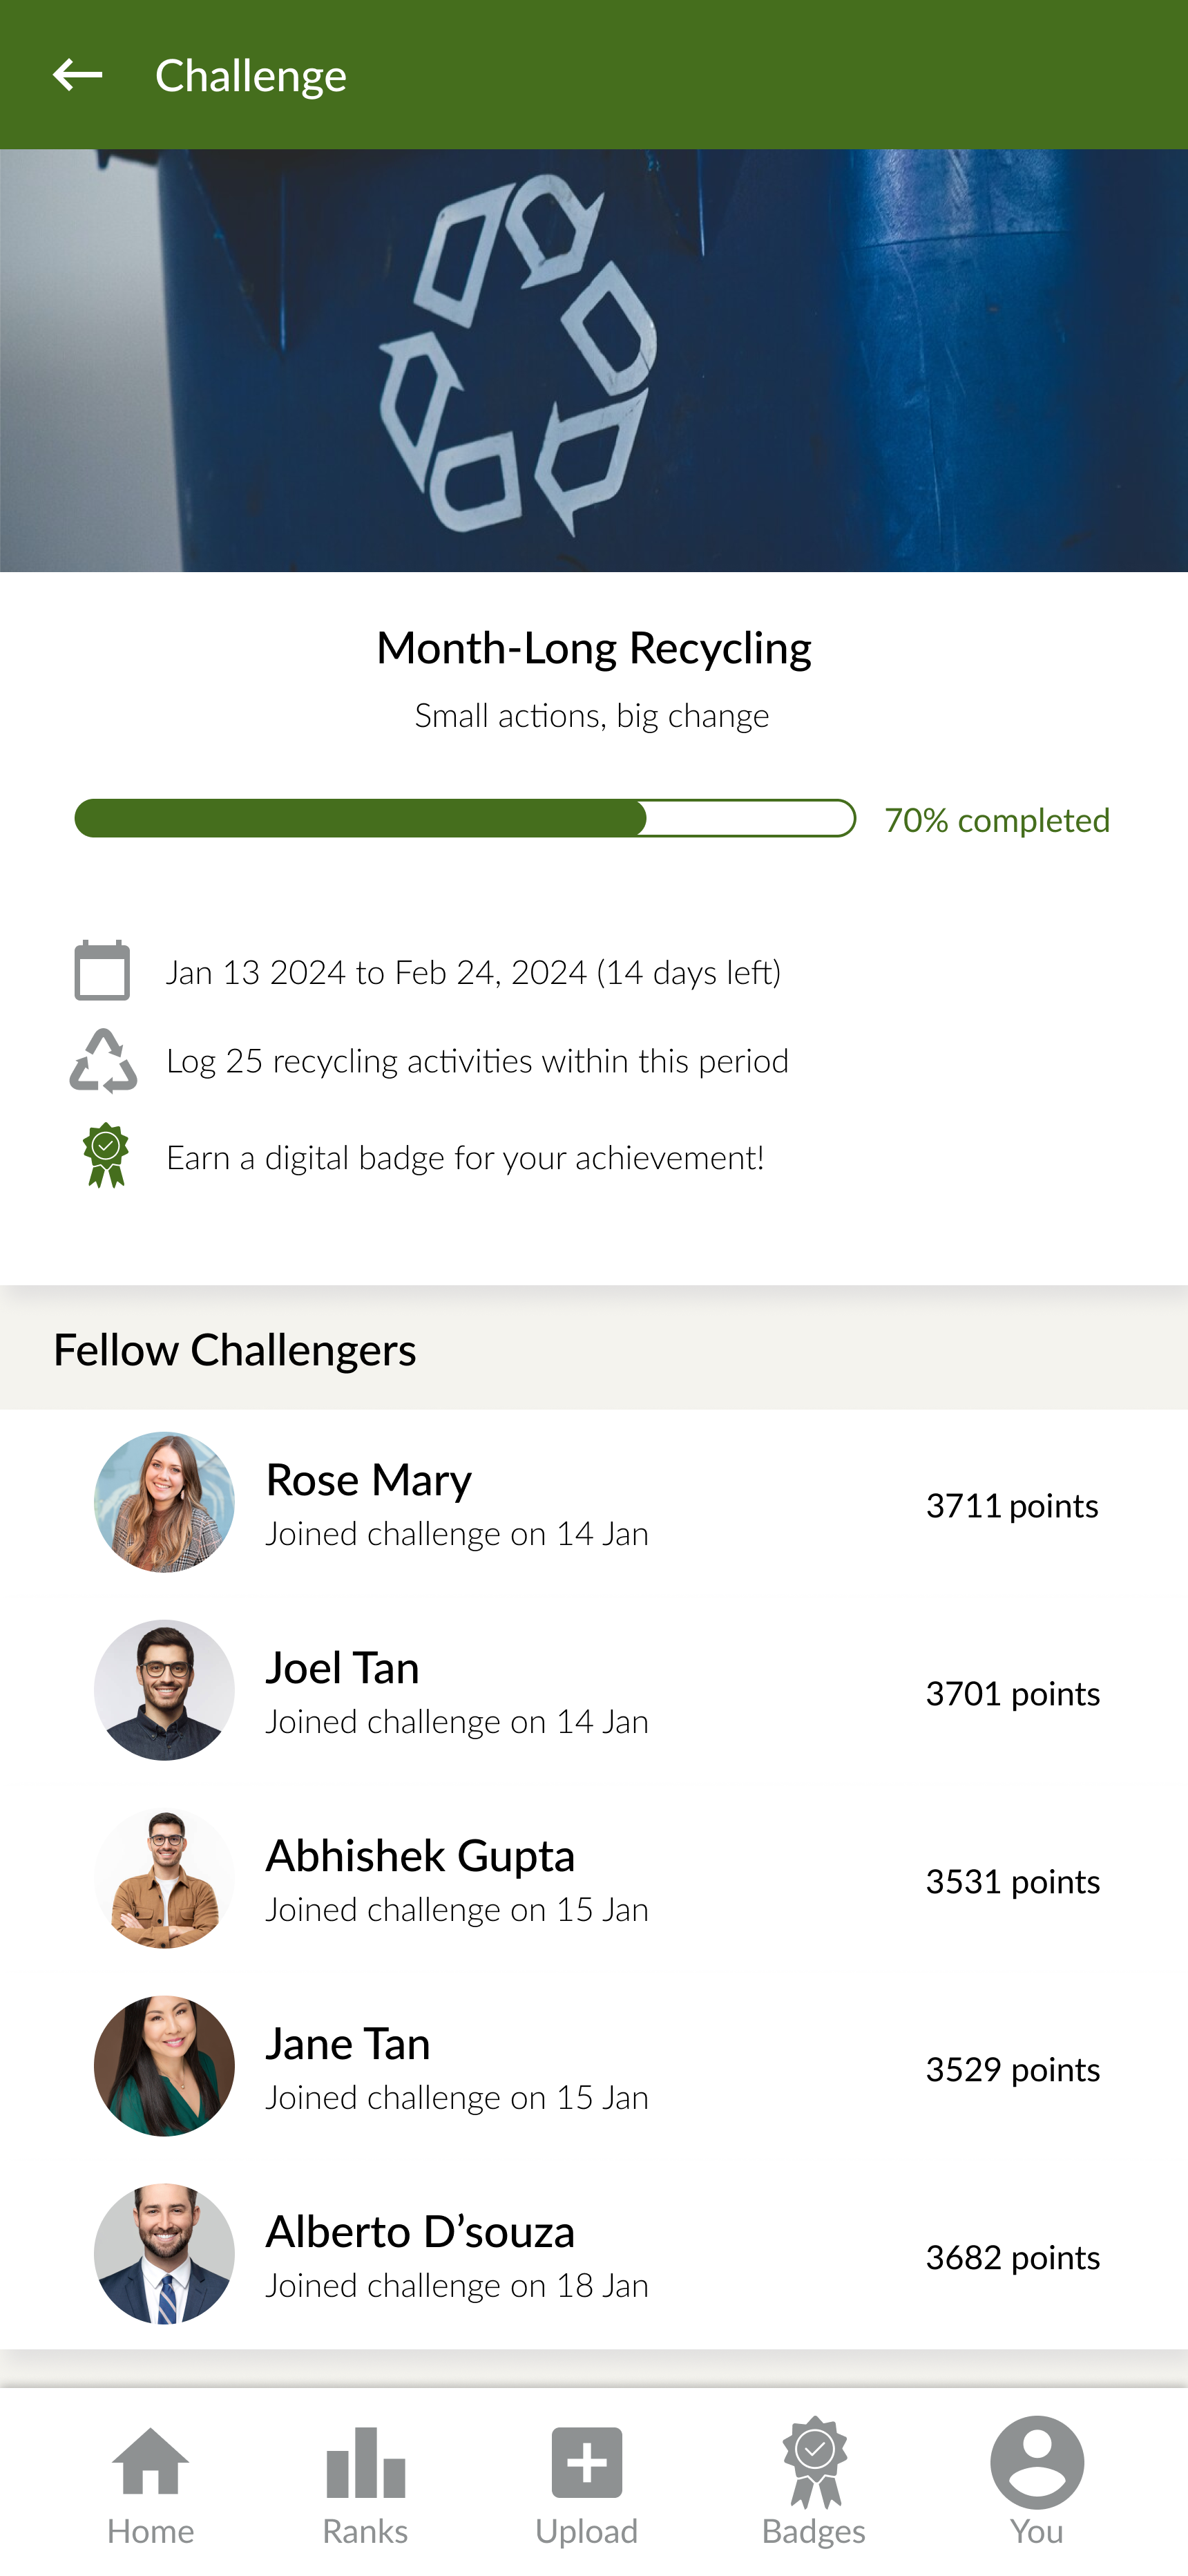 Challenge
Month-Long Recycling
Small actions, big change
70% completed
Jan 13 2024 to Feb 24, 2024 (14 days left)
Log 25 recycling activities within this period
Earn a digital badge for your achievement!
Fellow Challengers
Rose Mary
Joined challenge on 14 Jan
3711 points
Joel Tan
Joined challenge on 14 Jan
3701 points
Abhishek Gupta
Joined challenge on 15 Jan
3531 points
Jane Tan
Joined challenge on 15 Jan
3529 points
Alberto D’souza
Joined challenge on 18 Jan
3682 points
Home Ranks Upload Badges You